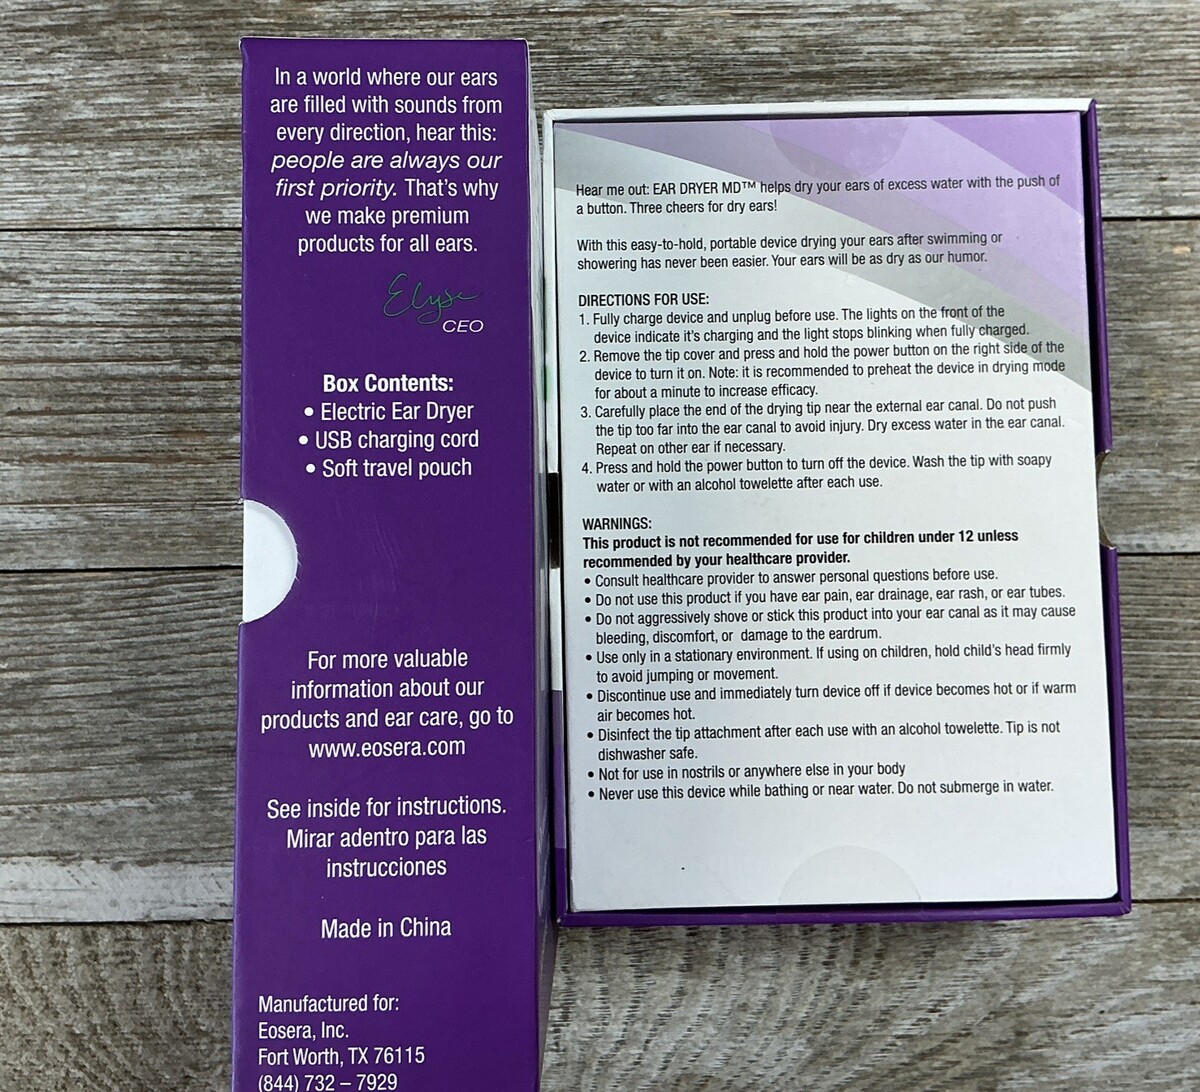 In a world where our ears
are filled with sounds from
every direction, hear this:
people are always our
first priority. That's why
we make premium
products for all ears.
Elyse
CEO
Box Contents:
• Electric Ear Dryer
• USB charging cord
• Soft travel pouch
For more valuable
information about our
products and ear care, go to
www.eosera.com
See inside for instructions.
Mirar adentro para las
instrucciones
Made in China
Manufactured for:
Eosera, Inc.
Fort Worth, TX 76115
(844) 732 – 7929
Hear me out: EAR DRYER MD™ helps dry your ears of excess water with the push of
a button. Three cheers for dry ears!
With this easy-to-hold, portable device drying your ears after swimming or
showering has never been easier. Your ears will be as dry as our humor.
DIRECTIONS FOR USE:
1. Fully charge device and unplug before use. The lights on the front of the
device indicate it's charging and the light stops blinking when fully charged.
2. Remove the tip cover and press and hold the power button on the right side of the
device to turn it on. Note: it is recommended to preheat the device in drying mode
for about a minute to increase efficacy.
3. Carefully place the end of the drying tip near the external ear canal. Do not push
the tip too far into the ear canal to avoid injury. Dry excess water in the ear canal.
Repeat on other ear if necessary.
4. Press and hold the power button to turn off the device. Wash the tip with soapy
water or with an alcohol towelette after each use.
WARNINGS:
This product is not recommended for use for children under 12 unless
recommended by your healthcare provider.
• Consult healthcare provider to answer personal questions before use.
• Do not use this product if you have ear pain, ear drainage, ear rash, or ear tubes.
• Do not aggressively shove or stick this product into your ear canal as it may cause
bleeding, discomfort, or damage to the eardrum.
• Use only in a stationary environment. If using on children, hold child's head firmly
to avoid jumping or movement.
• Discontinue use and immediately turn device off if device becomes hot or if warm
air becomes hot.
• Disinfect the tip attachment after each use with an alcohol towelette. Tip is not
dishwasher safe.
• Not for use in nostrils or anywhere else in your body
• Never use this device while bathing or near water. Do not submerge in water.